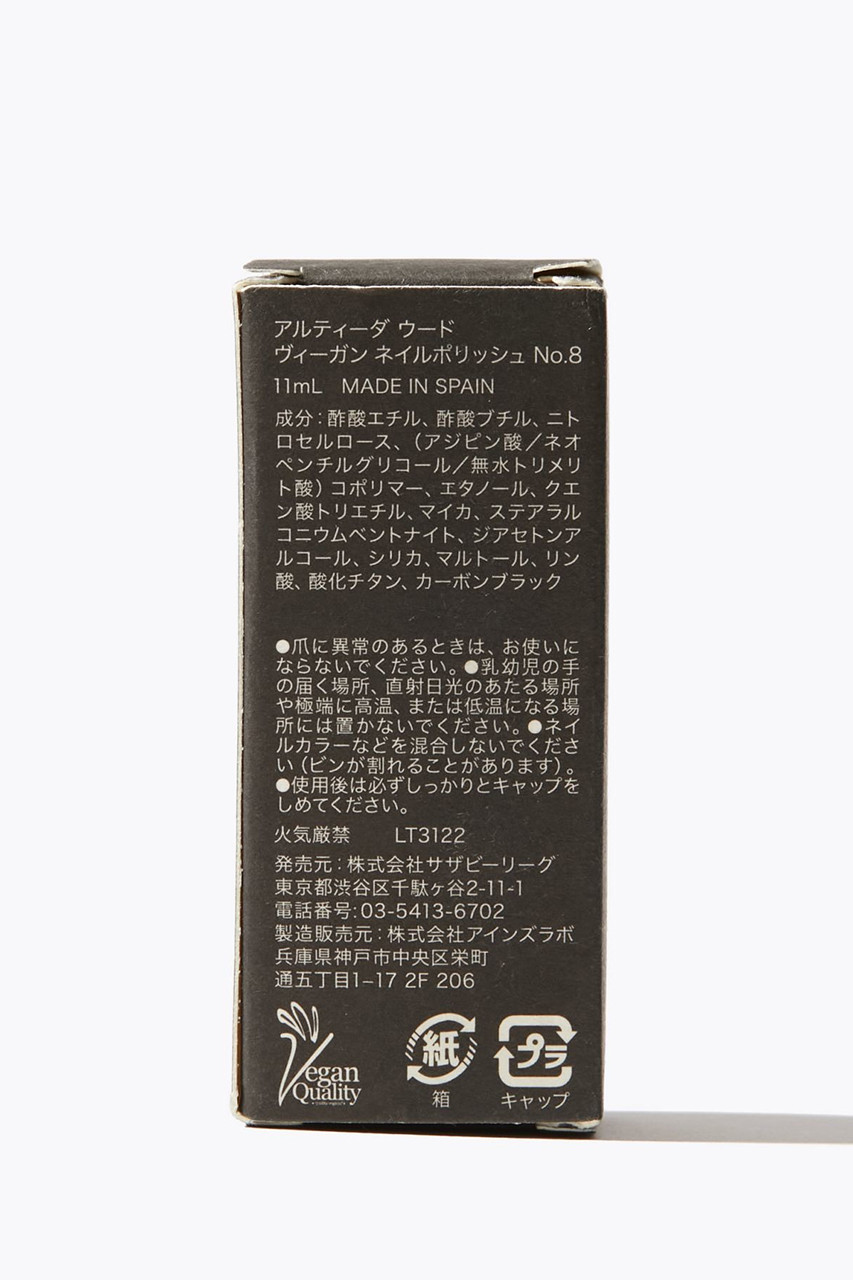 アルティーダ ウード
ヴィーガン ネイルポリッシュ No.8
11mL MADE IN SPAIN
成分：酢酸エチル、酢酸ブチル、ニト
ロセルロース、（アジピン酸／ネオ
ペンチルグリコール／無水トリメリ
ト酸）コポリマー、エタノール、クエ
ン酸トリエチル、マイカ、ステアラル
コニウムベントナイト、ジアセトンア
ルコール、シリカ、マルトール、リン
酸、酸化チタン、カーボンブラック
●爪に異常のあるときは、お使いに
ならないでください。●乳幼児の手
の届く場所、直射日光のあたる場所
や極端に高温、または低温になる場
所には置かないでください。●ネイ
ルカラーなどを混合しないでくださ
い（ビンが割れることがあります）。
●使用後は必ずしっかりとキャップを
しめてください。
火気厳禁 LT3122
発売元：株式会社サザビーリーグ
東京都渋谷区千駄ヶ谷2-11-1
電話番号：03-5413-6702
製造販売元：株式会社アインズラボ
兵庫県神戸市中央区栄町
通五丁目1-17 2F 206
Vegan
Quality
紙
箱
プラ
キャップ